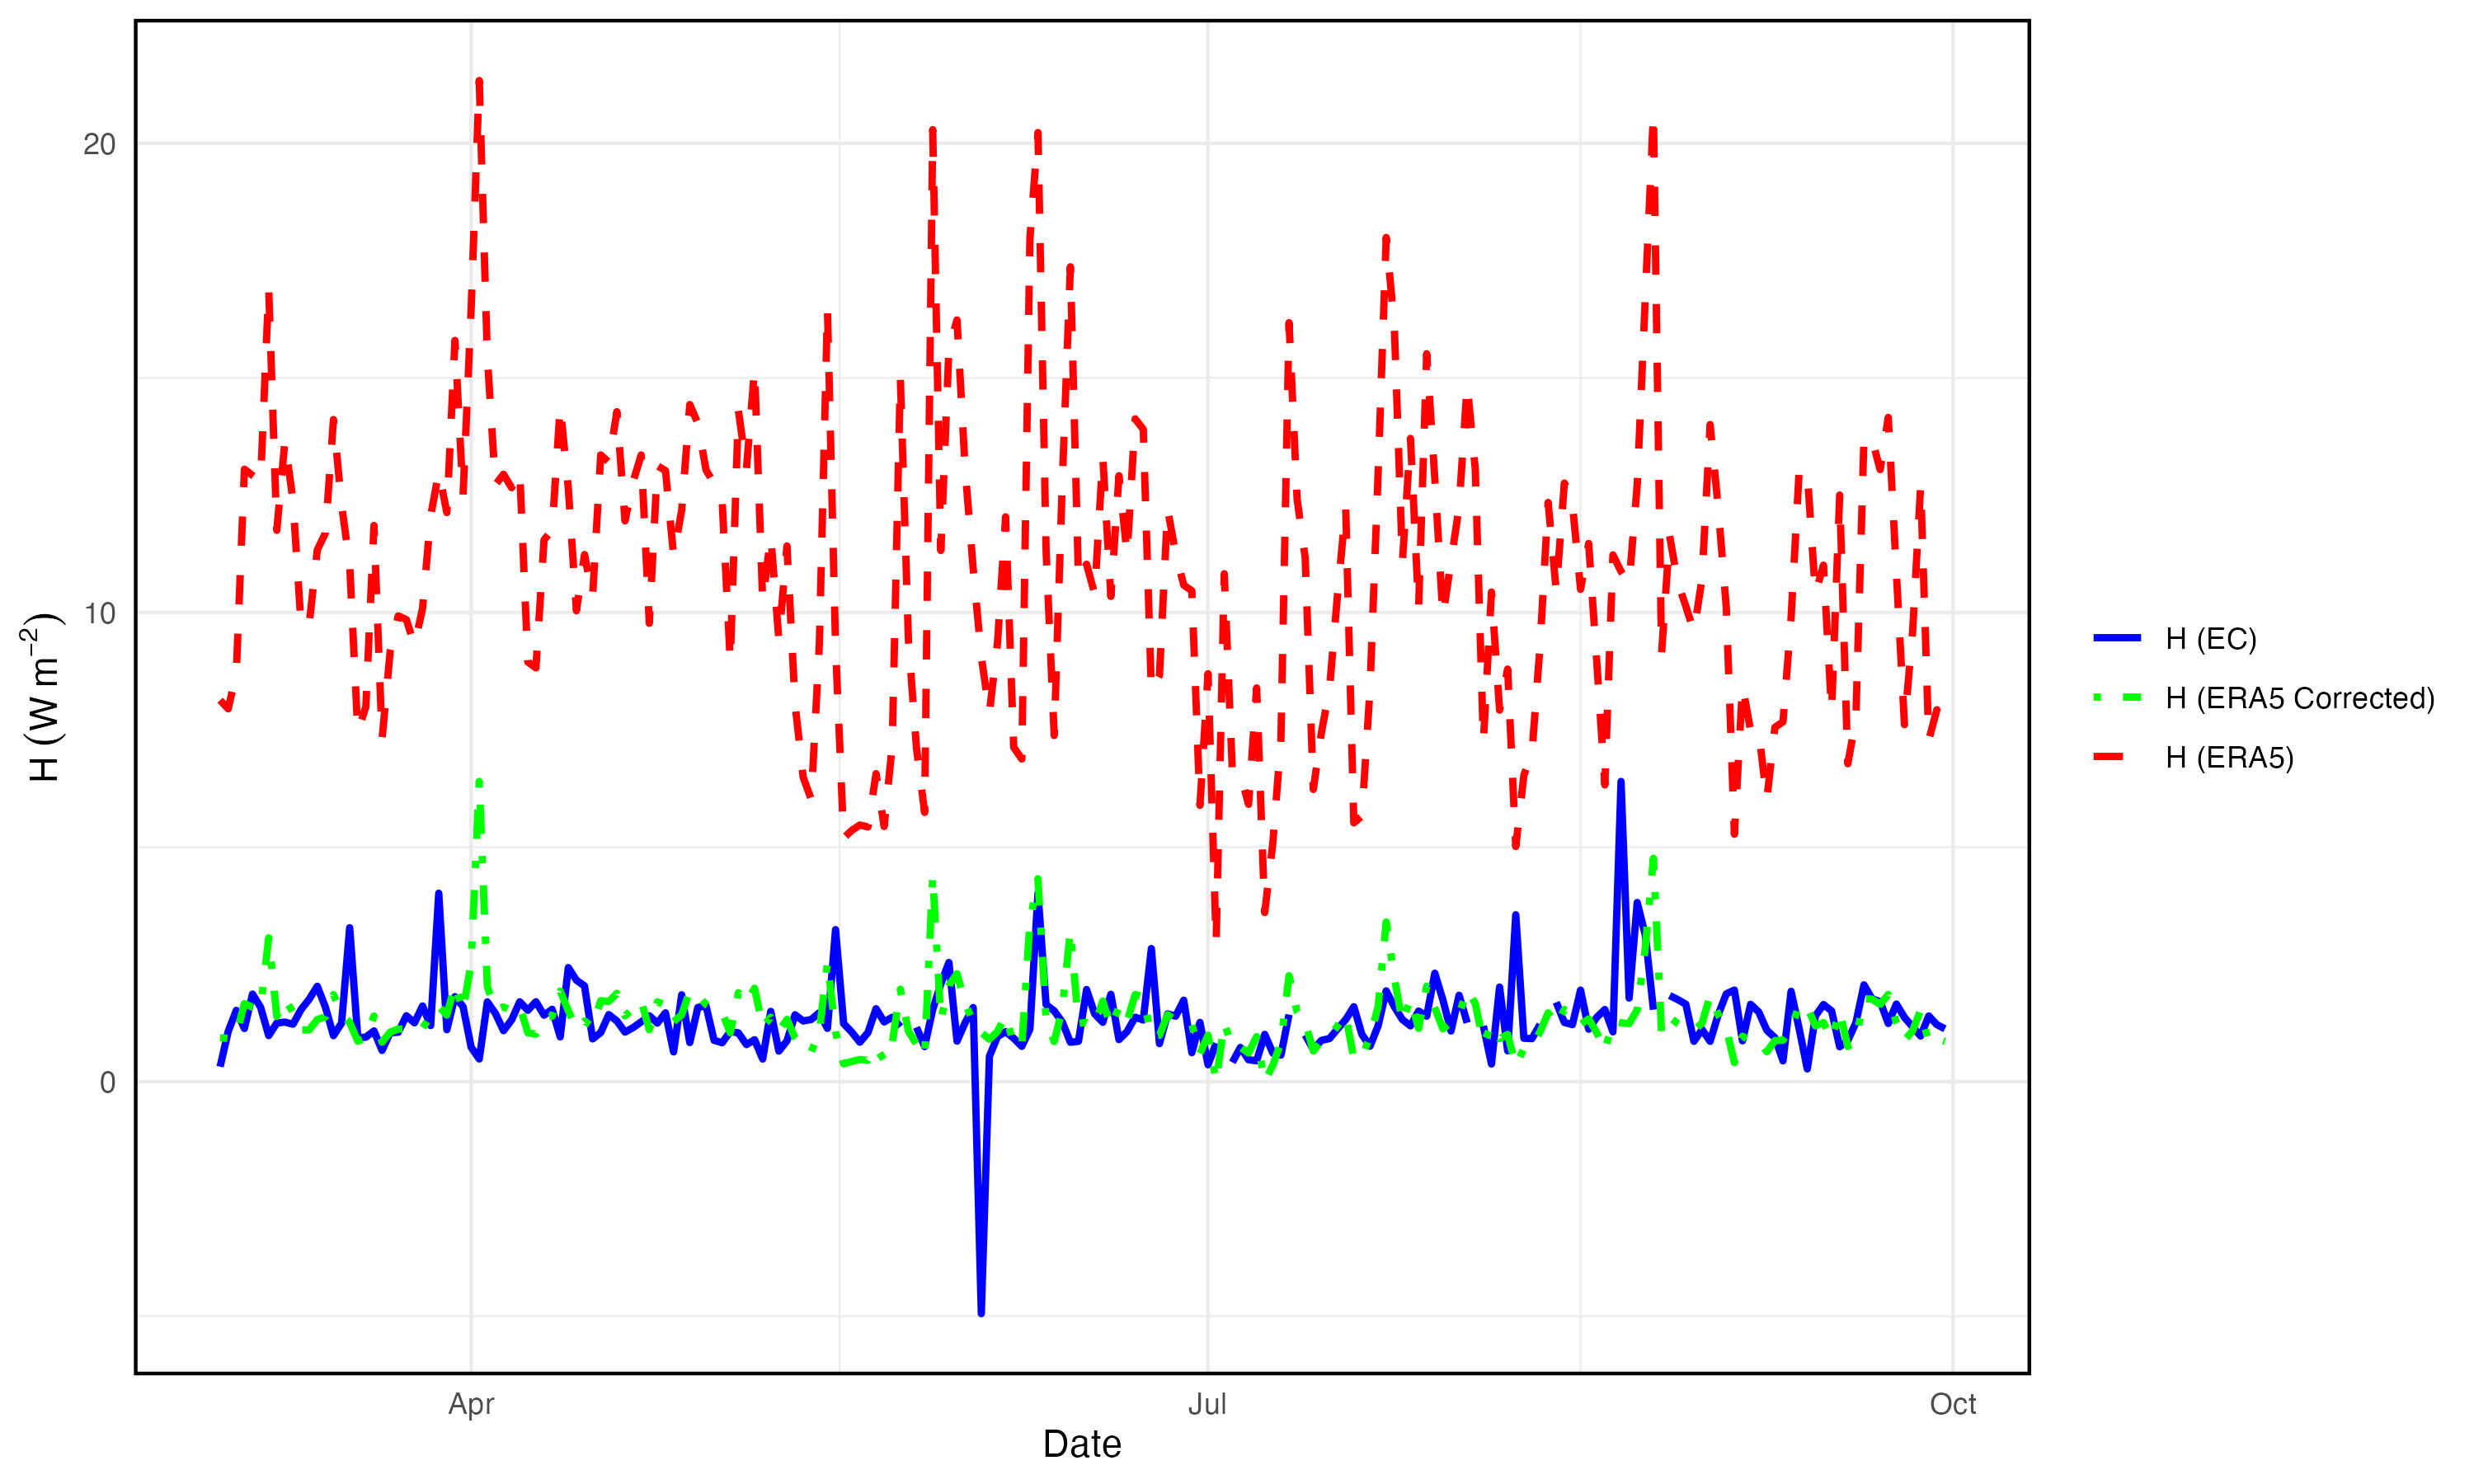 20
10
0
H (W m⁻²)
Apr
Jul
Oct
Date
H (EC)
H (ERA5 Corrected)
H (ERA5)